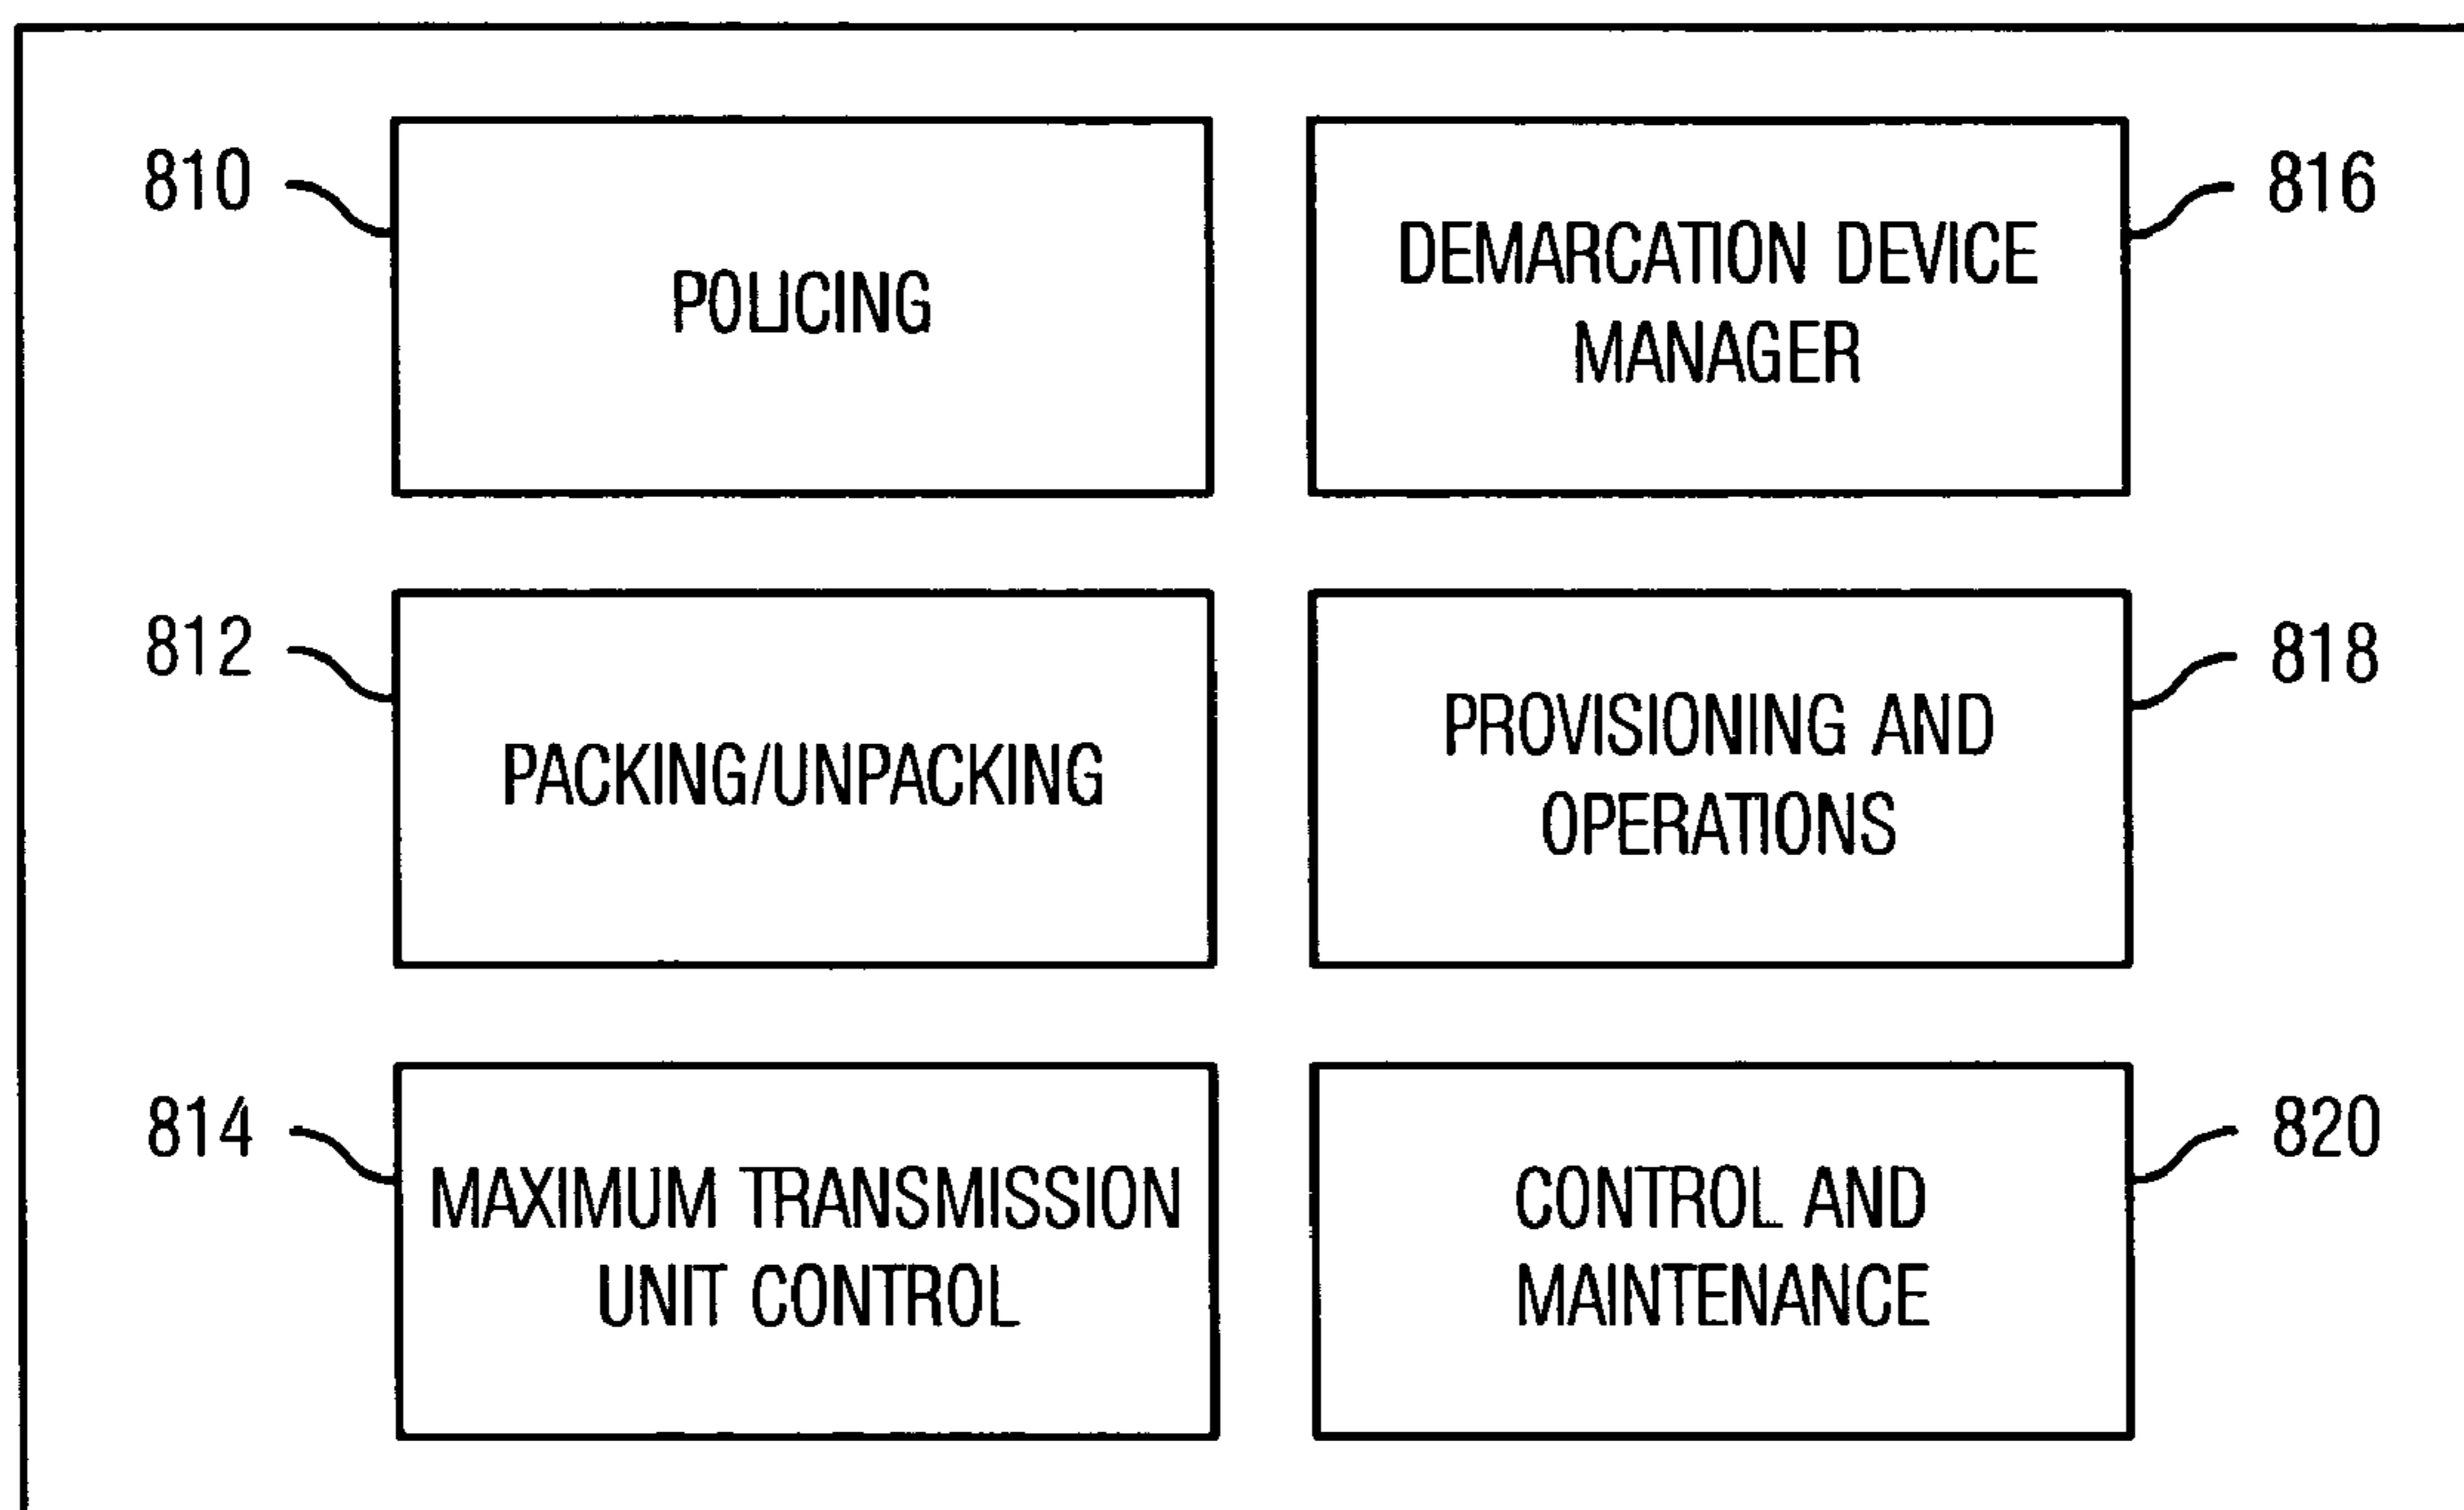 810
POLICING
DEMARCATION DEVICE
MANAGER
816
812
PACKING/UNPACKING
PROVISIONING AND
OPERATIONS
818
814
MAXIMUM TRANSMISSION
UNIT CONTROL
CONTROL AND
MAINTENANCE
820